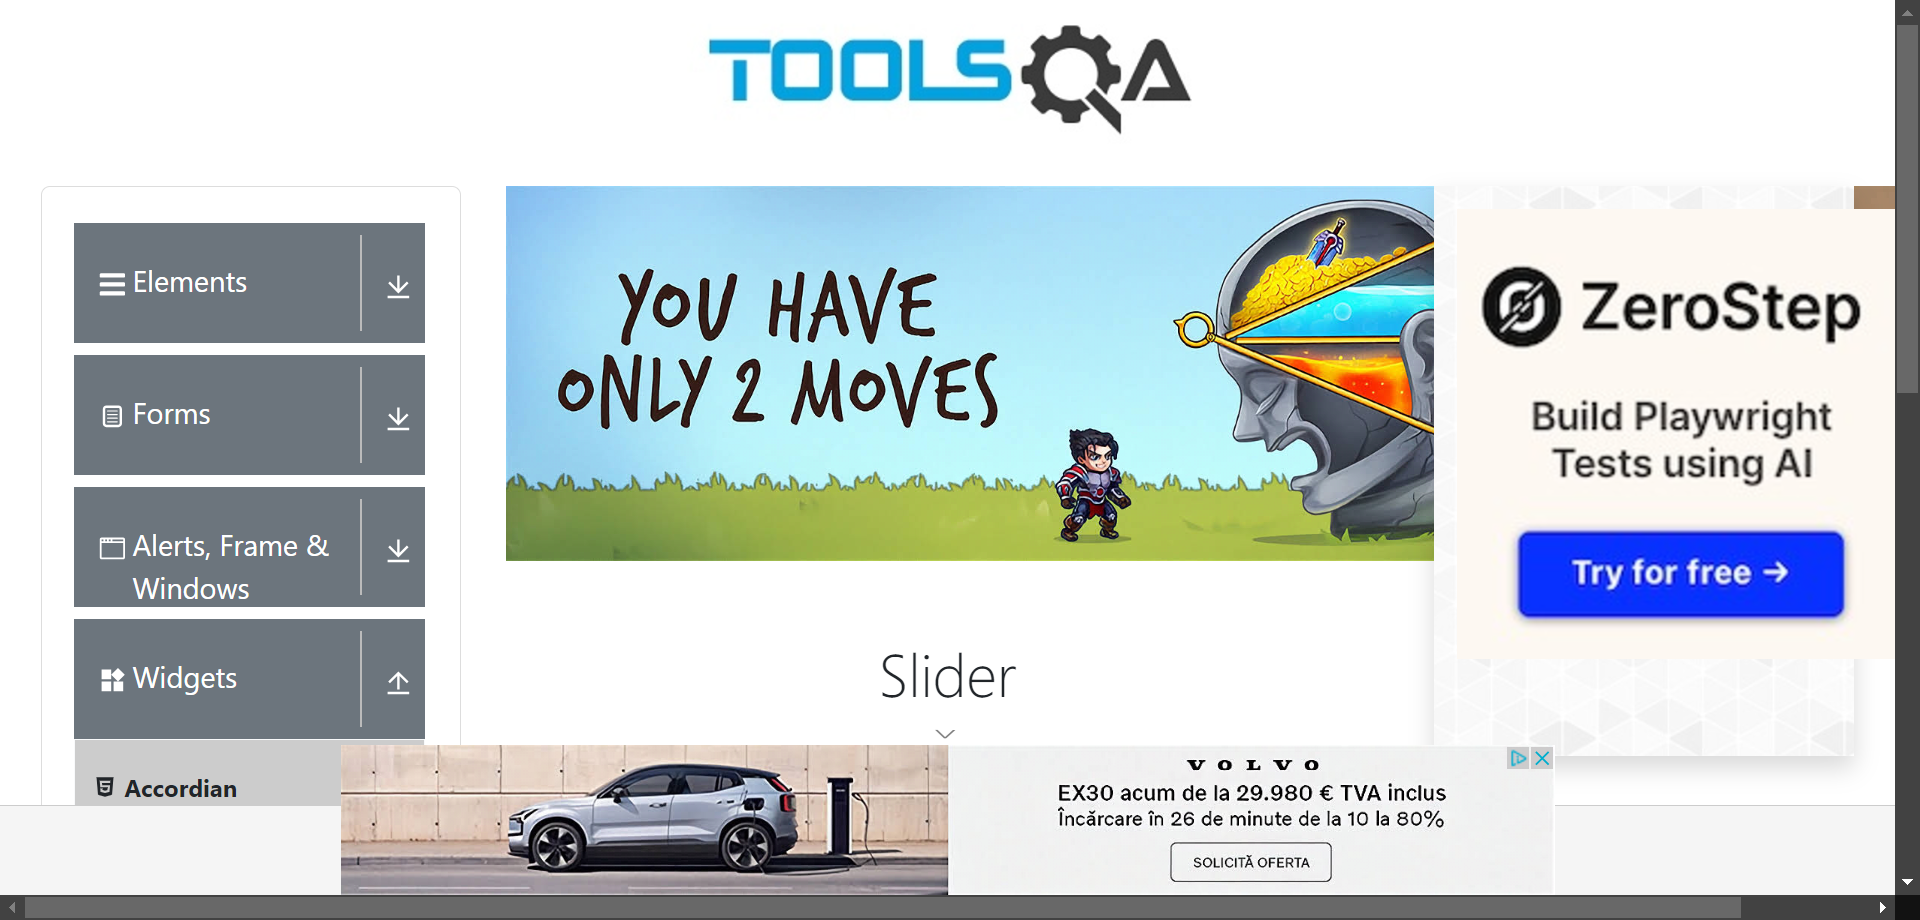 TOOLSQA
Elements
Forms
Alerts, Frame &
Windows
Widgets
Accordian
YOU HAVE
ONLY 2 MOVES
Slider
ZeroStep
Build Playwright
Tests using AI
Try for free →
VOLVO
EX30 acum de la 29.980 € TVA inclus
Încărcare în 26 de minute de la 10 la 80%
SOLICITĂ OFERTA